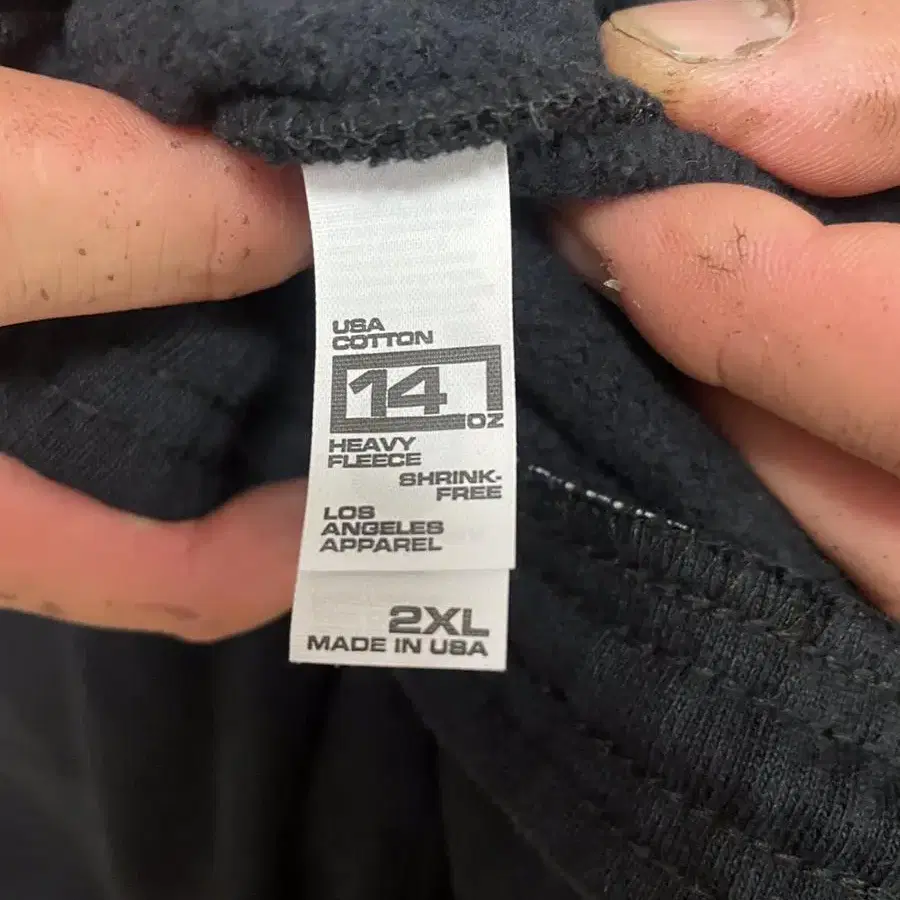 USA
COTTON
14
OZ
HEAVY
FLEECE
SHRINK-
FREE
LOS
ANGELES
APPAREL
2XL
MADE IN USA